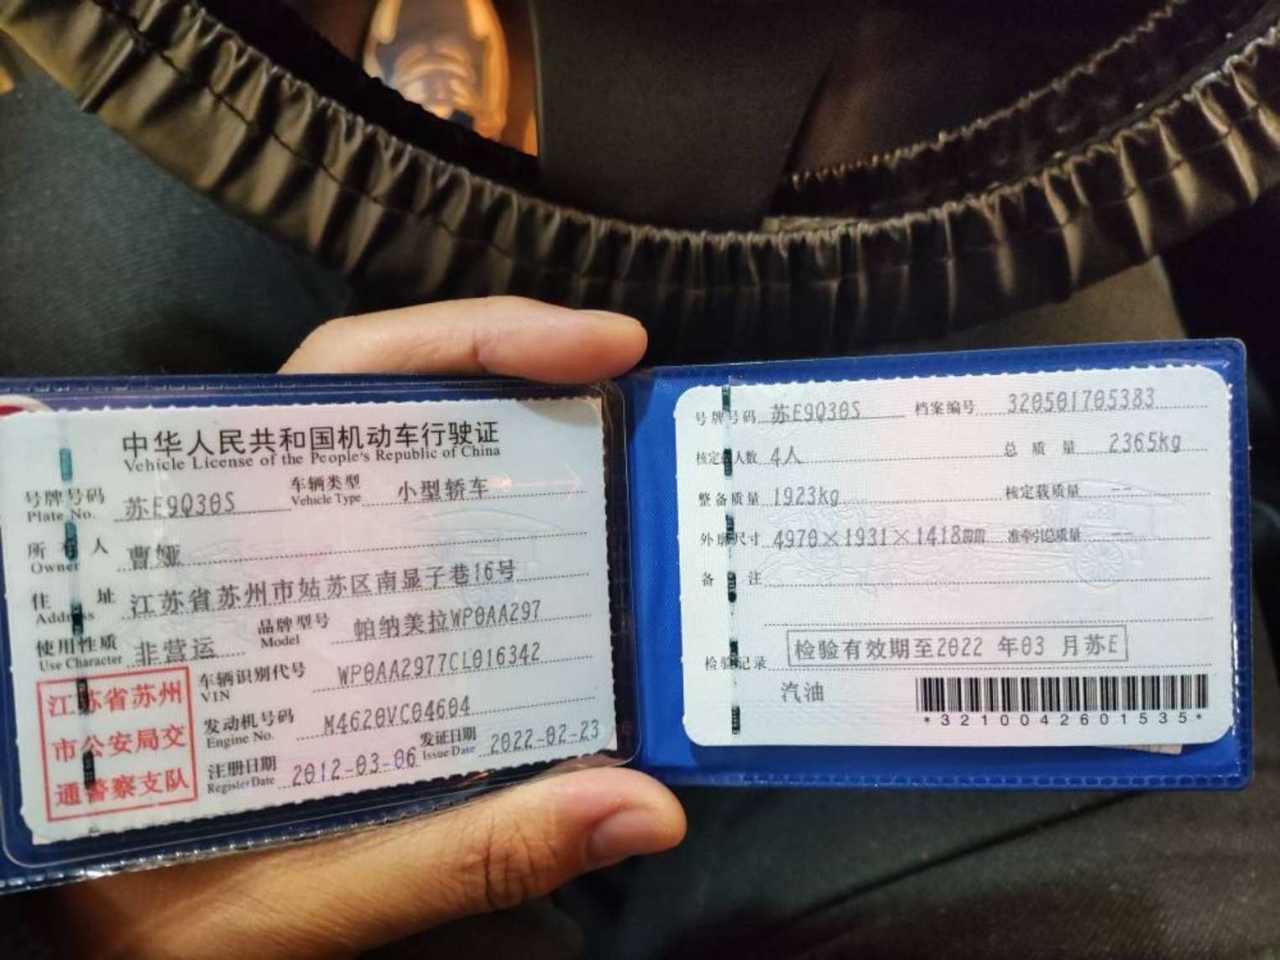 中华人民共和国机动车行驶证
Vehicle License of the People's Republic of China
号牌号码 苏E9Q30S 车辆类型 小型轿车
Plate No. Vehicle Type
所有人 曹娅
Owner
住址 江苏省苏州市姑苏区南显子巷16号
Address
使用性质 非营运 品牌型号 帕纳美拉WP0AA297
Use Character Model
江苏省苏州
市公安局交
通警察支队
车辆识别代号 WP0AA2977CL016342
VIN
发动机号码 M4620VC04604
Engine No.
注册日期 2012-03-06 发证日期 2022-02-23
Register Date Issue Date
号牌号码 苏E9Q30S 档案编号 320501705383
核定载人数 4人 总质量 2365kg
整备质量 1923kg 核定载质量 --
外廓尺寸 4970×1931×1418mm 准牵引总质量 --
备注
检验记录 检验有效期至2022 年03 月苏E
汽油
*3210042601535*